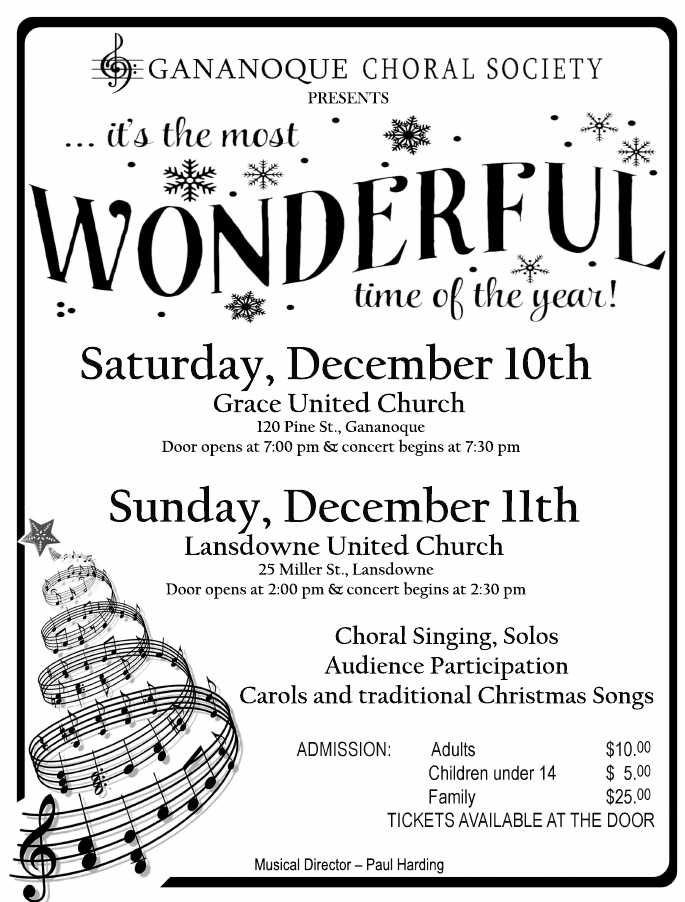 GANANOQUE CHORAL SOCIETY
PRESENTS
... it's the most
WONDERFUL
time of the year!
Saturday, December 10th
Grace United Church
120 Pine St., Gananoque
Door opens at 7:00 pm & concert begins at 7:30 pm
Sunday, December 11th
Lansdowne United Church
25 Miller St., Lansdowne
Door opens at 2:00 pm & concert begins at 2:30 pm
Choral Singing, Solos
Audience Participation
Carols and traditional Christmas Songs
ADMISSION: Adults $10.00
Children under 14 $ 5.00
Family $25.00
TICKETS AVAILABLE AT THE DOOR
Musical Director – Paul Harding